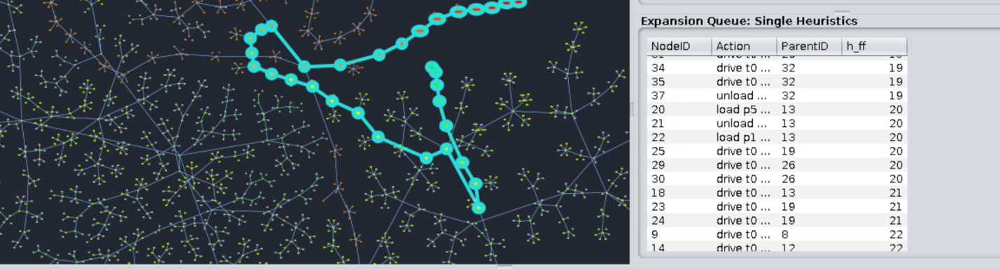 Expansion Queue: Single Heuristics
NodeID Action ParentID h_ff
34 drive t0 ... 32 19
35 drive t0 ... 32 19
37 unload ... 32 19
20 load p5 ... 13 20
21 unload ... 13 20
22 load p1 ... 13 20
25 drive t0 ... 19 20
29 drive t0 ... 26 20
30 drive t0 ... 26 20
18 drive t0 ... 13 21
23 drive t0 ... 19 21
24 drive t0 ... 19 21
9 drive t0 ... 8 22
14 drive t0 ... 12 22